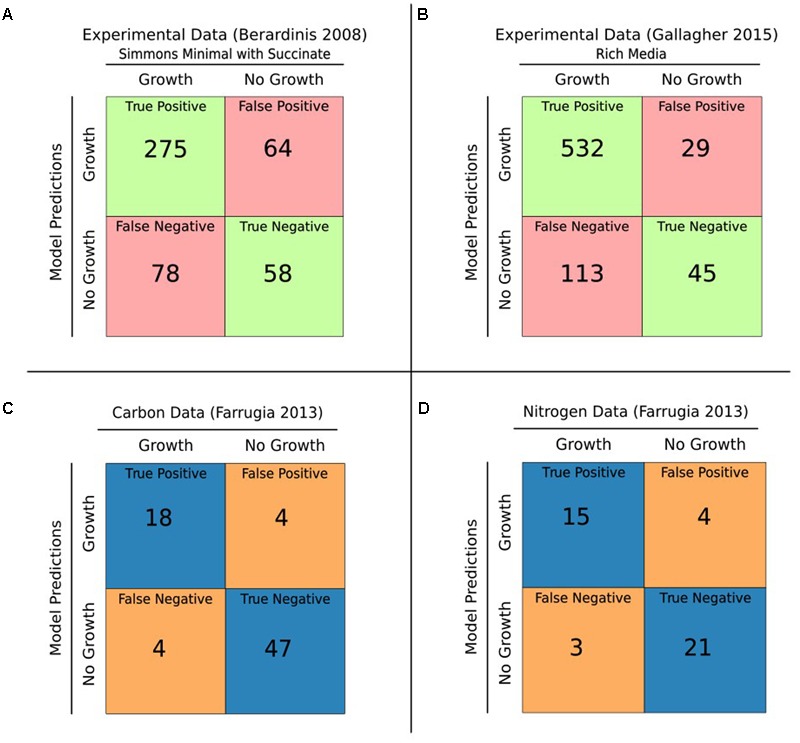 A
Experimental Data (Berardinis 2008)
Simmons Minimal with Succinate
Growth No Growth
Model Predictions
Growth
No Growth
True Positive False Positive
275 64
False Negative True Negative
78 58
B
Experimental Data (Gallagher 2015)
Rich Media
Growth No Growth
Model Predictions
Growth
No Growth
True Positive False Positive
532 29
False Negative True Negative
113 45
C
Carbon Data (Farrugia 2013)
Growth No Growth
Model Predictions
Growth
No Growth
True Positive False Positive
18 4
False Negative True Negative
4 47
D
Nitrogen Data (Farrugia 2013)
Growth No Growth
Model Predictions
Growth
No Growth
True Positive False Positive
15 4
False Negative True Negative
3 21